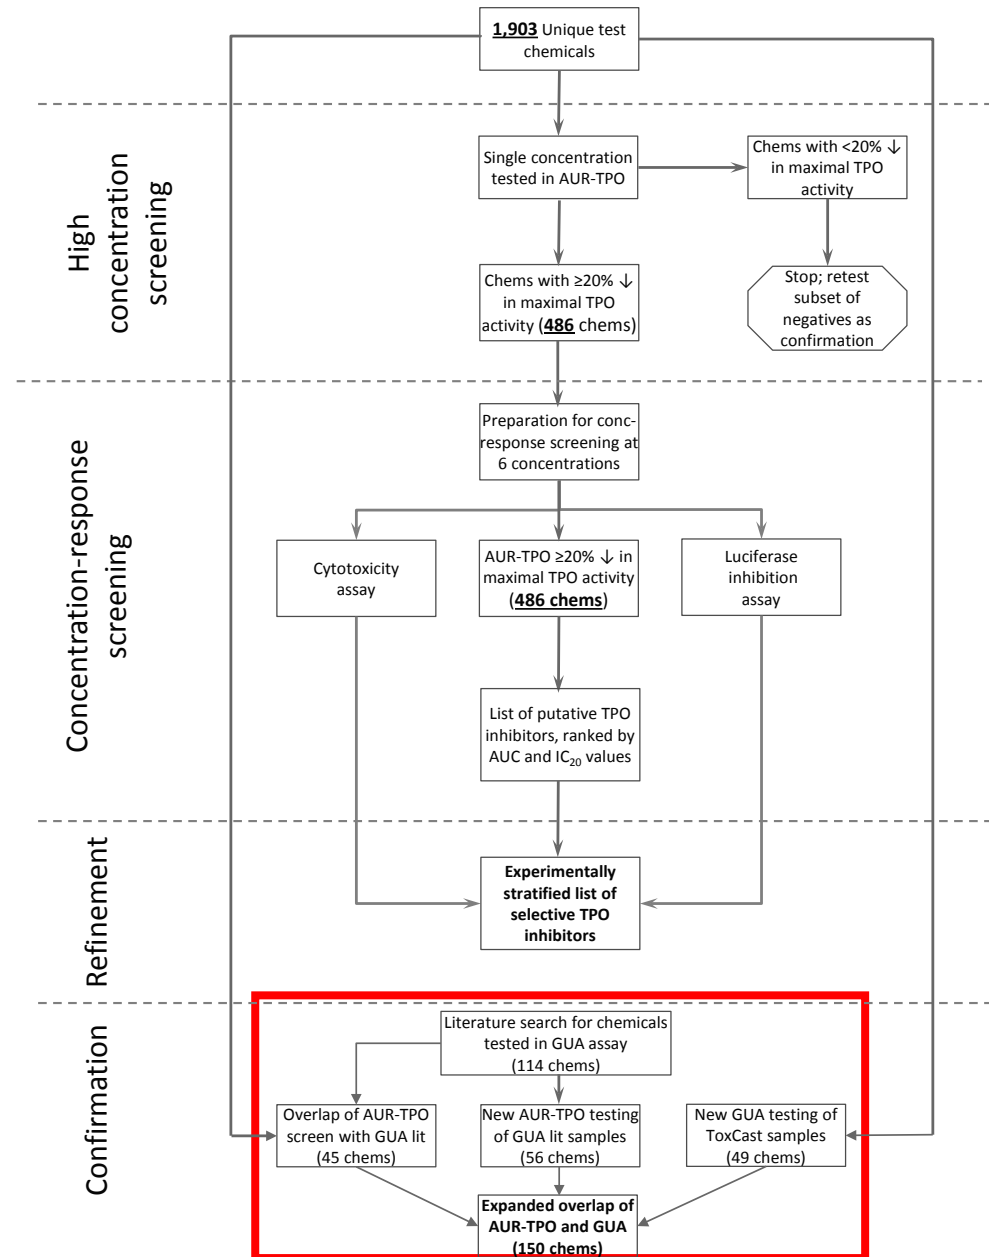 1,903 Unique test
chemicals
High
concentration
screening
Single concentration
tested in AUR-TPO
Chems with <20% ↓
in maximal TPO
activity
Chems with ≥20% ↓
in maximal TPO
activity (486 chems)
Stop; retest
subset of
negatives as
confirmation
Concentration-response
screening
Preparation for conc-
response screening at
6 concentrations
Cytotoxicity
assay
AUR-TPO ≥20% ↓ in
maximal TPO activity
(486 chems)
Luciferase
inhibition
assay
List of putative TPO
inhibitors, ranked by
AUC and IC20 values
Refinement
Experimentally
stratified list of
selective TPO
inhibitors
Confirmation
Literature search for chemicals
tested in GUA assay
(114 chems)
Overlap of AUR-TPO
screen with GUA lit
(45 chems)
New AUR-TPO testing
of GUA lit samples
(56 chems)
New GUA testing of
ToxCast samples
(49 chems)
Expanded overlap of
AUR-TPO and GUA
(150 chems)